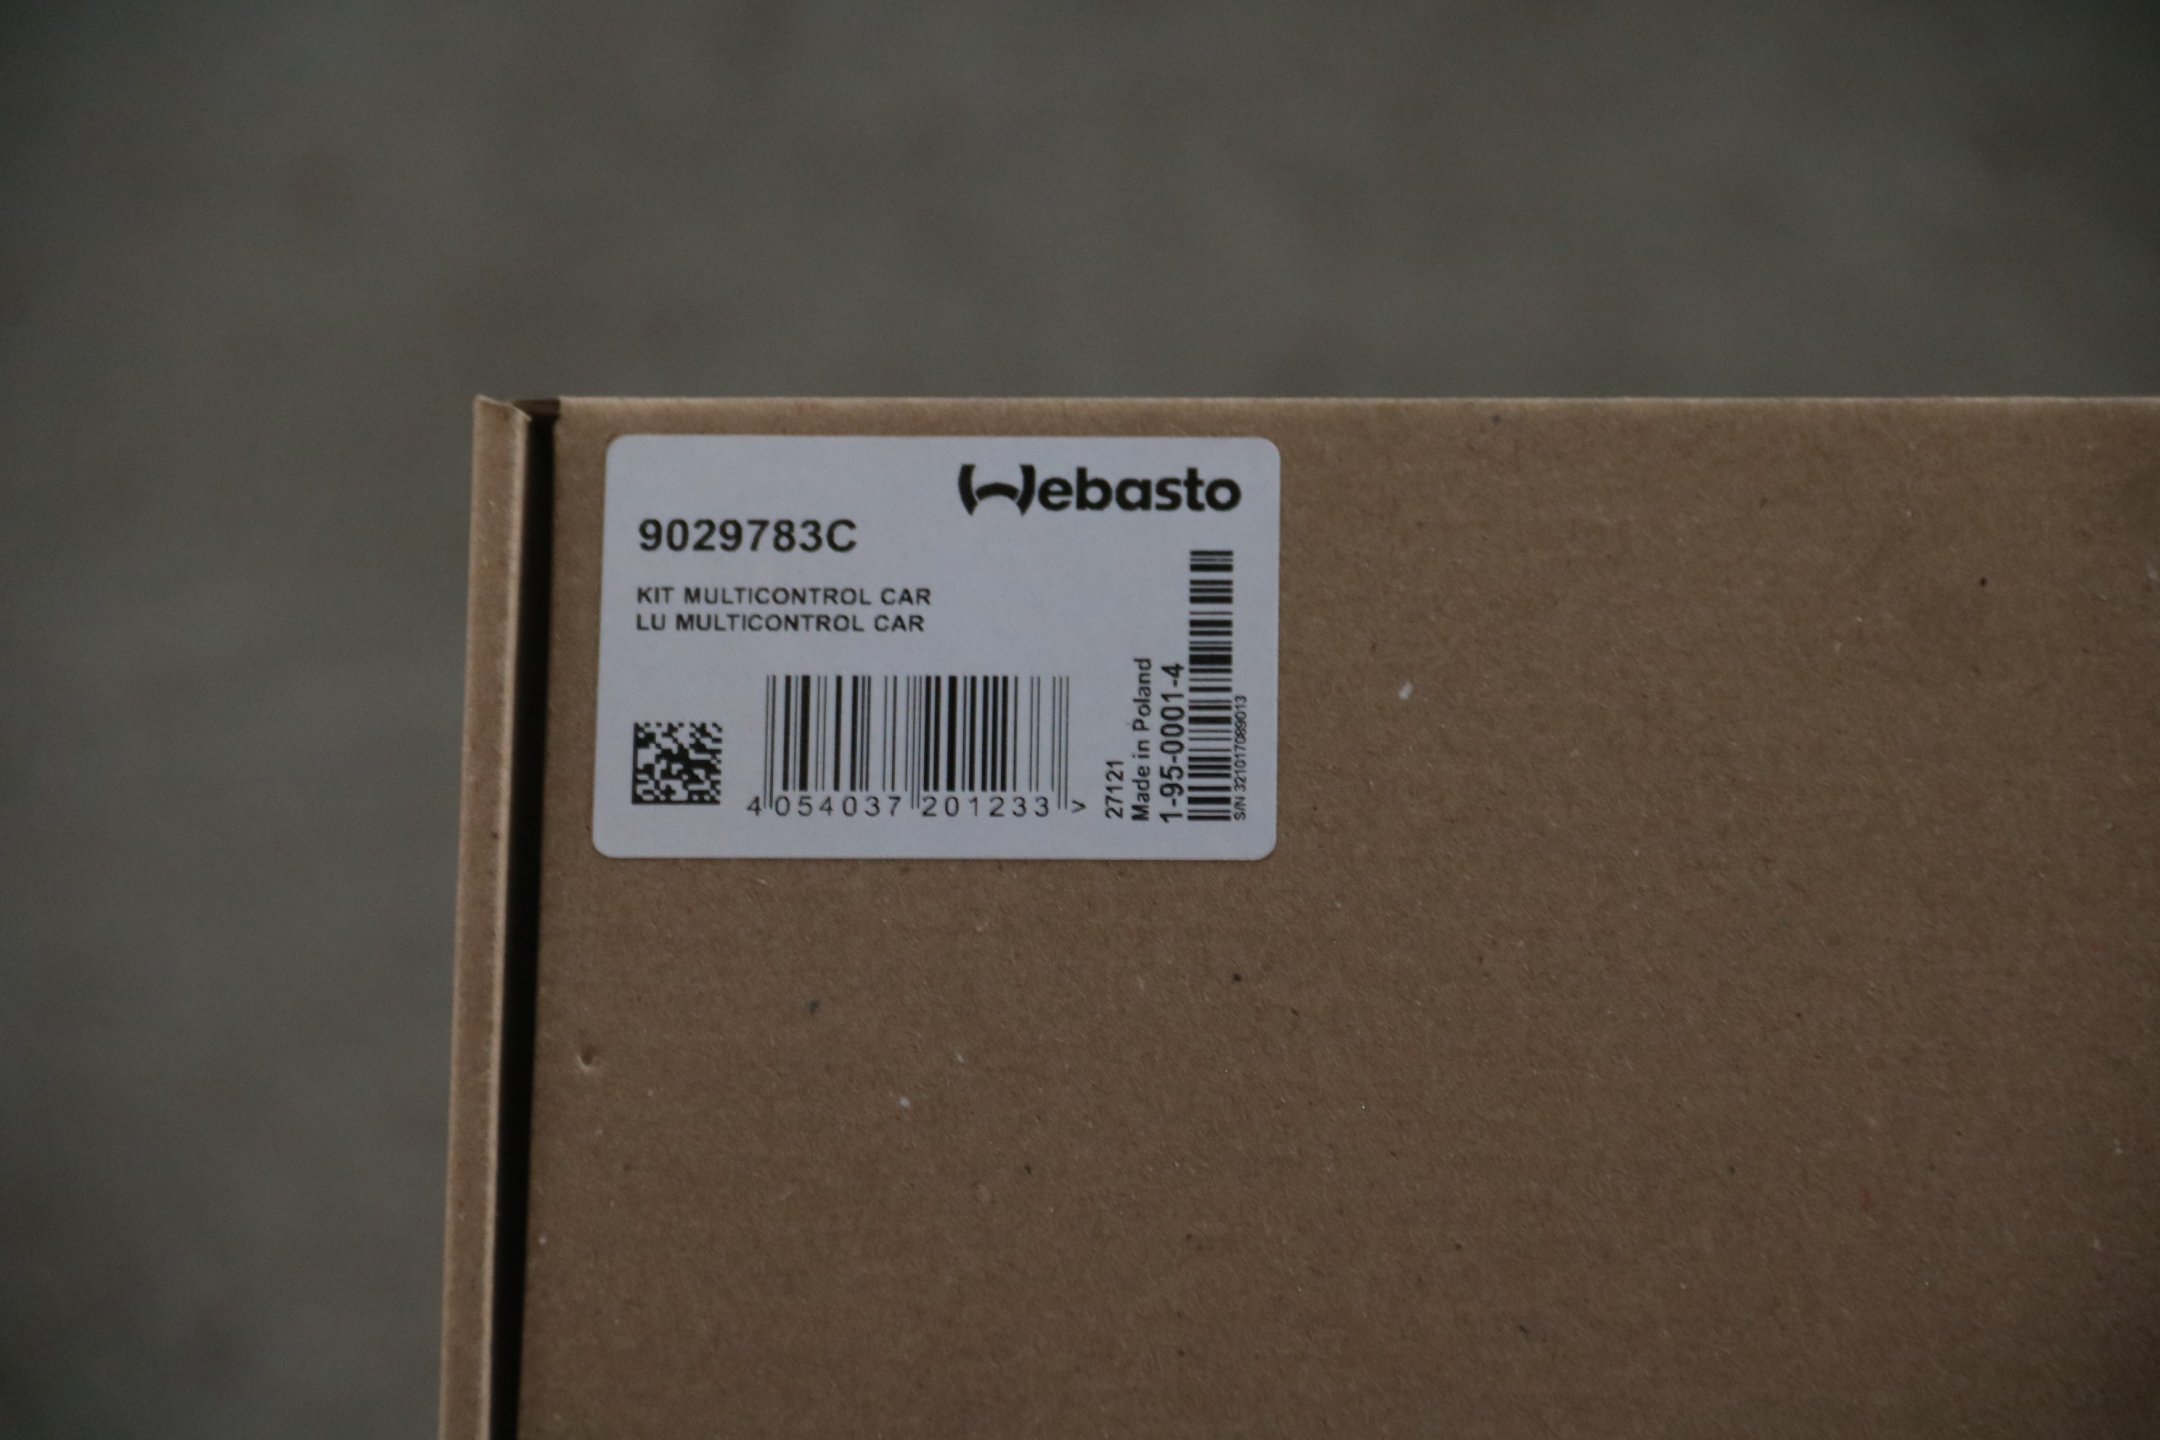 Webasto
9029783C
KIT MULTICONTROL CAR
LU MULTICONTROL CAR
4 054037 201233 >
27121
Made in Poland
1-95-0001-4
S/N 321017089013